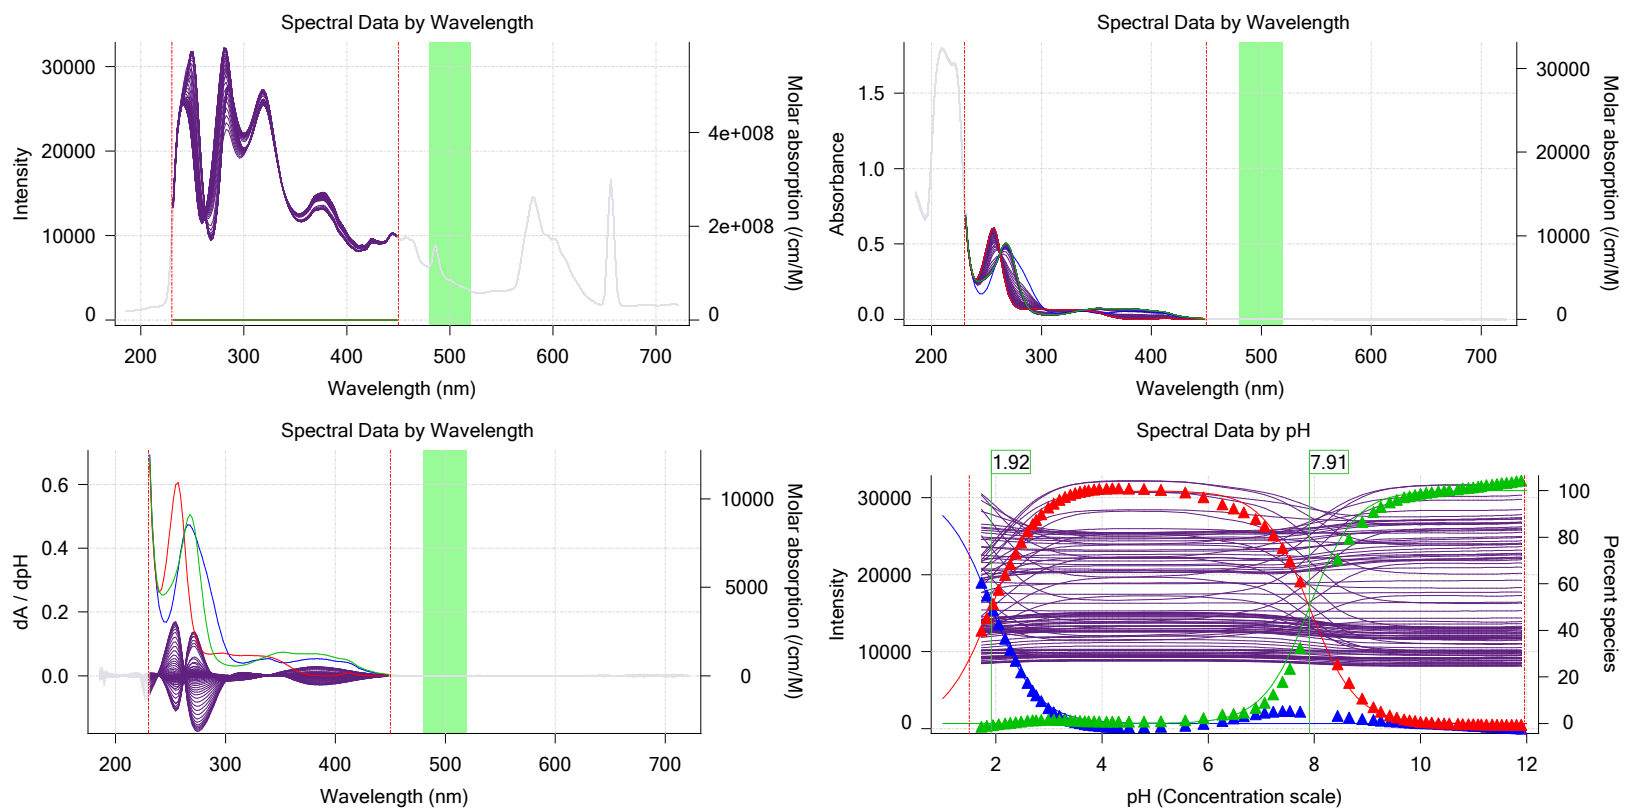 Spectral Data by Wavelength
30000
20000
10000
0
Intensity
4e+008
2e+008
0
Molar absorption (/cm/M)
200 300 400 500 600 700
Wavelength (nm)
Spectral Data by Wavelength
1.5
1.0
0.5
0.0
Absorbance
30000
20000
10000
0
Molar absorption (/cm/M)
200 300 400 500 600 700
Wavelength (nm)
Spectral Data by Wavelength
0.6
0.4
0.2
0.0
dA / dpH
10000
5000
0
Molar absorption (/cm/M)
200 300 400 500 600 700
Wavelength (nm)
Spectral Data by pH
1.92 7.91
30000
20000
10000
0
Intensity
100
80
60
40
20
0
Percent species
2 4 6 8 10 12
pH (Concentration scale)